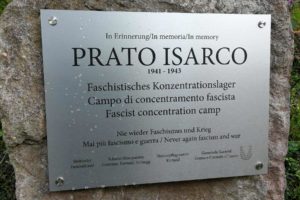 In Erinnerung/In memoria/In memory
PRATO ISARCO
1941 - 1943
Faschistisches Konzentrationslager
Campo di concentramento fascista
Fascist concentration camp
Nie wieder Faschismus und Krieg
Mai più fascismo e guerra / Never again fascism and war